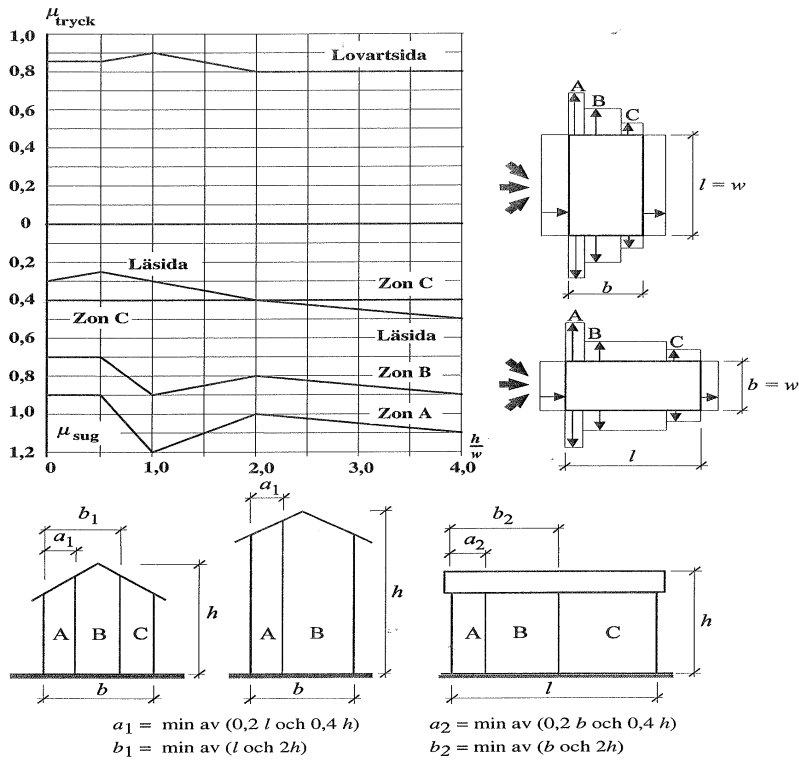 μtryck
1,0
0,8
0,6
0,4
0,2
0
0,2
0,4
0,6
0,8
1,0
1,2
Lovartsida
Läsida
Zon C
Zon C
Läsida
Zon B
Zon A
μsug
h/w
0 1,0 2,0 3,0 4,0
A
B
C
l = w
b
A
B
C
b = w
l
b1
a1
h
A B C
b
a1
h
A B
b
b2
a2
h
A B C
l
a1 = min av (0,2 l och 0,4 h)
b1 = min av (l och 2h)
a2 = min av (0,2 b och 0,4 h)
b2 = min av (b och 2h)